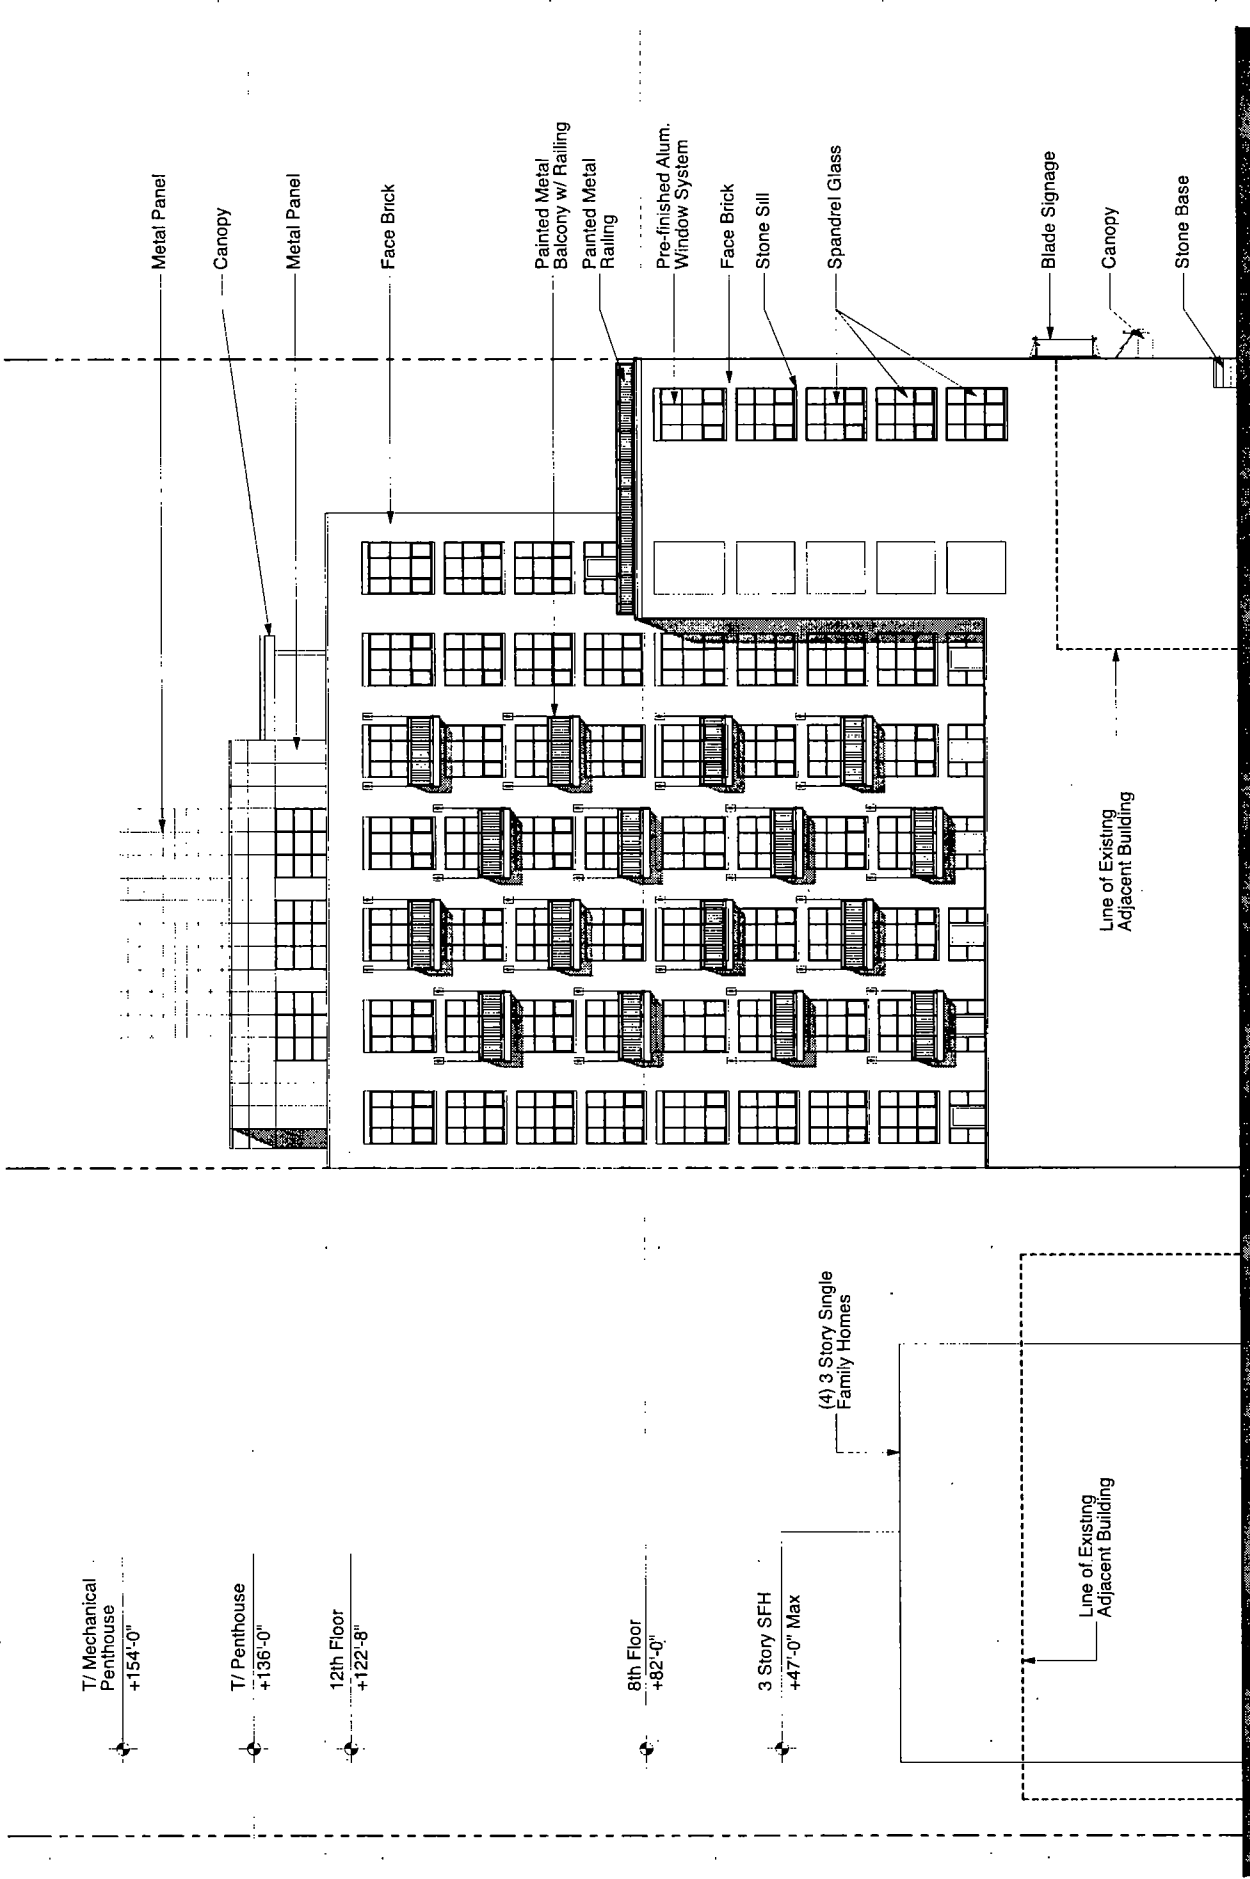 T/ Mechanical
Penthouse
+154'-0"
T/ Penthouse
+136'-0"
12th Floor
+122'-8"
8th Floor
+82'-0"
3 Story SFH
+47'-0" Max
(4) 3 Story Single
Family Homes
Line of Existing
Adjacent Building
Line of Existing
Adjacent Building
Metal Panel
Canopy
Metal Panel
Face Brick
Painted Metal
Balcony w/ Railing
Painted Metal
Railing
Pre-finished Alum.
Window System
Face Brick
Stone Sill
Spandrel Glass
Blade Signage
Canopy
Stone Base